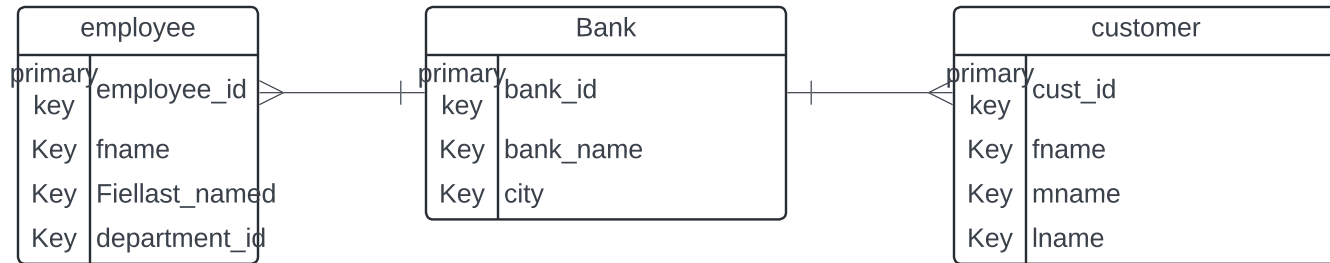 employee
primary key employee_id
Key fname
Key Fiellast_named
Key department_id
Bank
primary key bank_id
Key bank_name
Key city
customer
primary key cust_id
Key fname
Key mname
Key lname